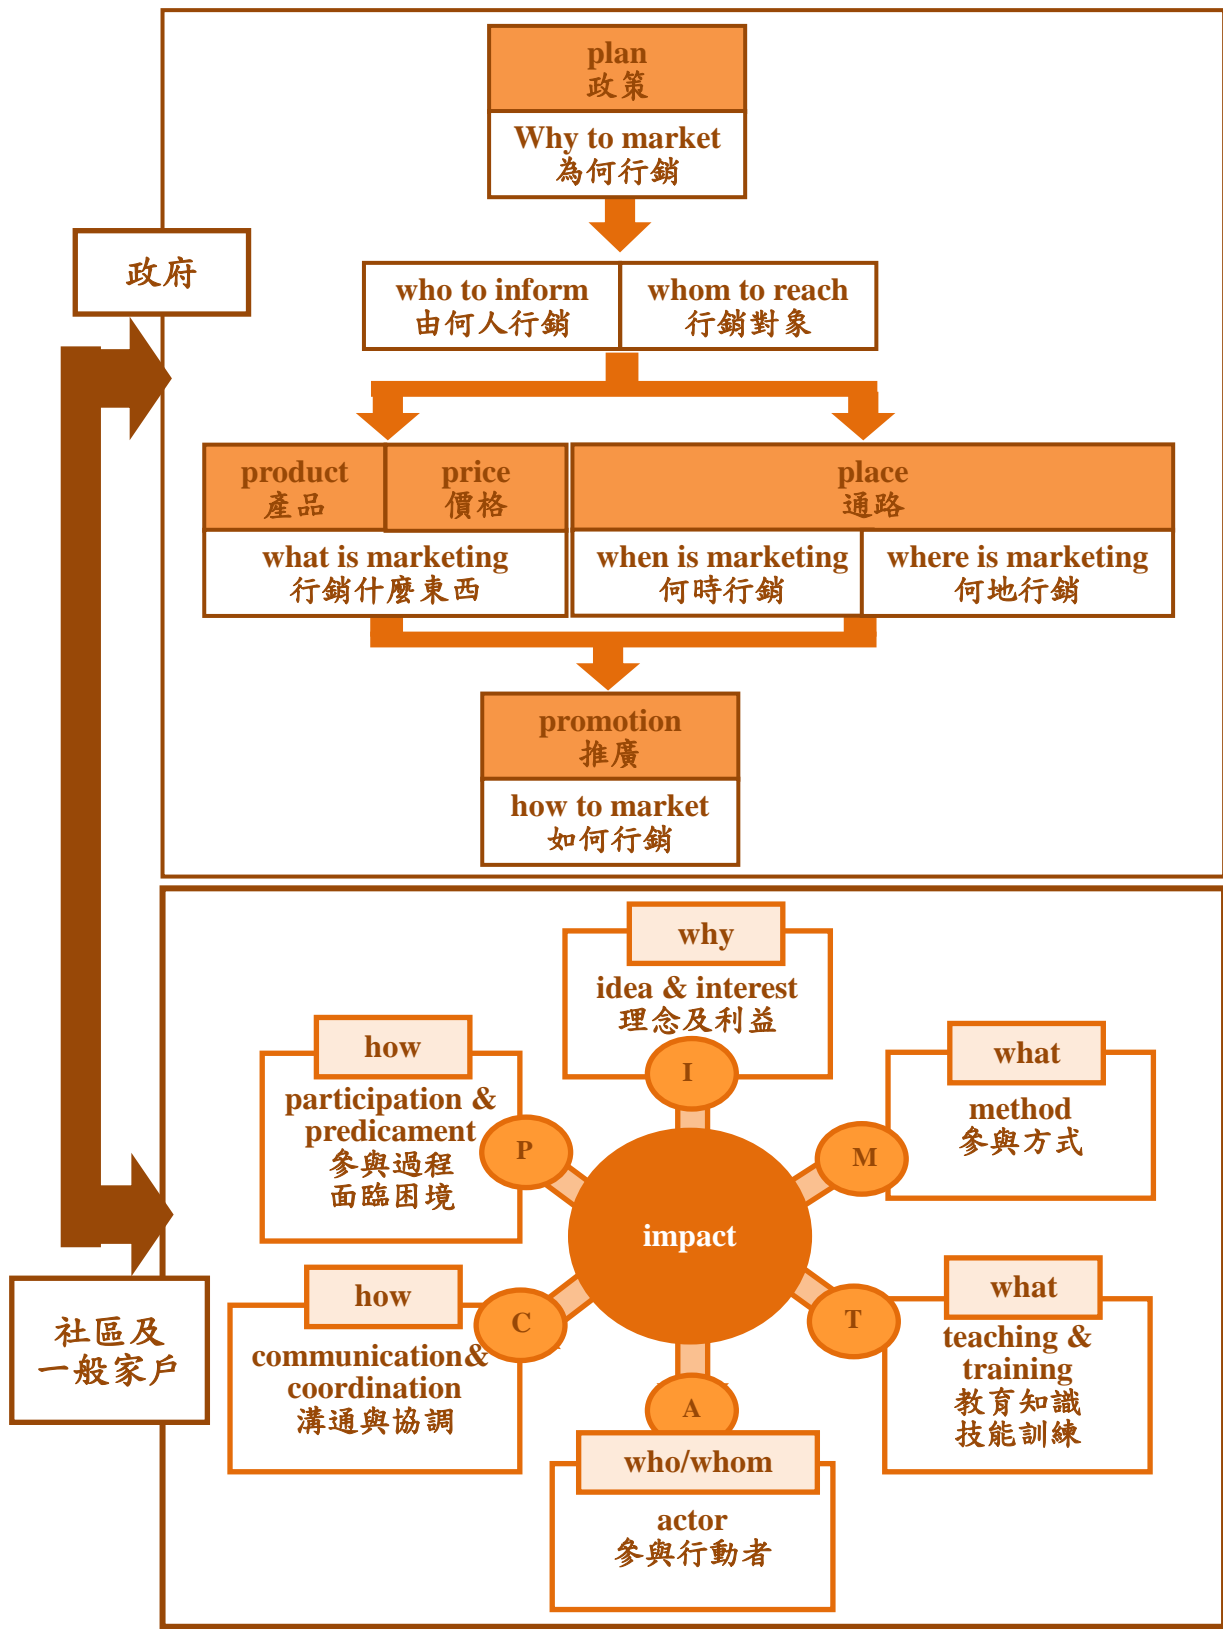 plan
政策
Why to market
為何行銷
政府
who to inform
由何人行銷
whom to reach
行銷對象
product
產品
price
價格
place
通路
what is marketing
行銷什麼東西
when is marketing
何時行銷
where is marketing
何地行銷
promotion
推廣
how to market
如何行銷
why
idea & interest
理念及利益
I
how
participation &
predicament
參與過程
面臨困境
P
what
method
參與方式
M
impact
社區及
一般家戶
how
communication&
coordination
溝通與協調
C
what
teaching &
training
教育知識
技能訓練
T
A
who/whom
actor
參與行動者